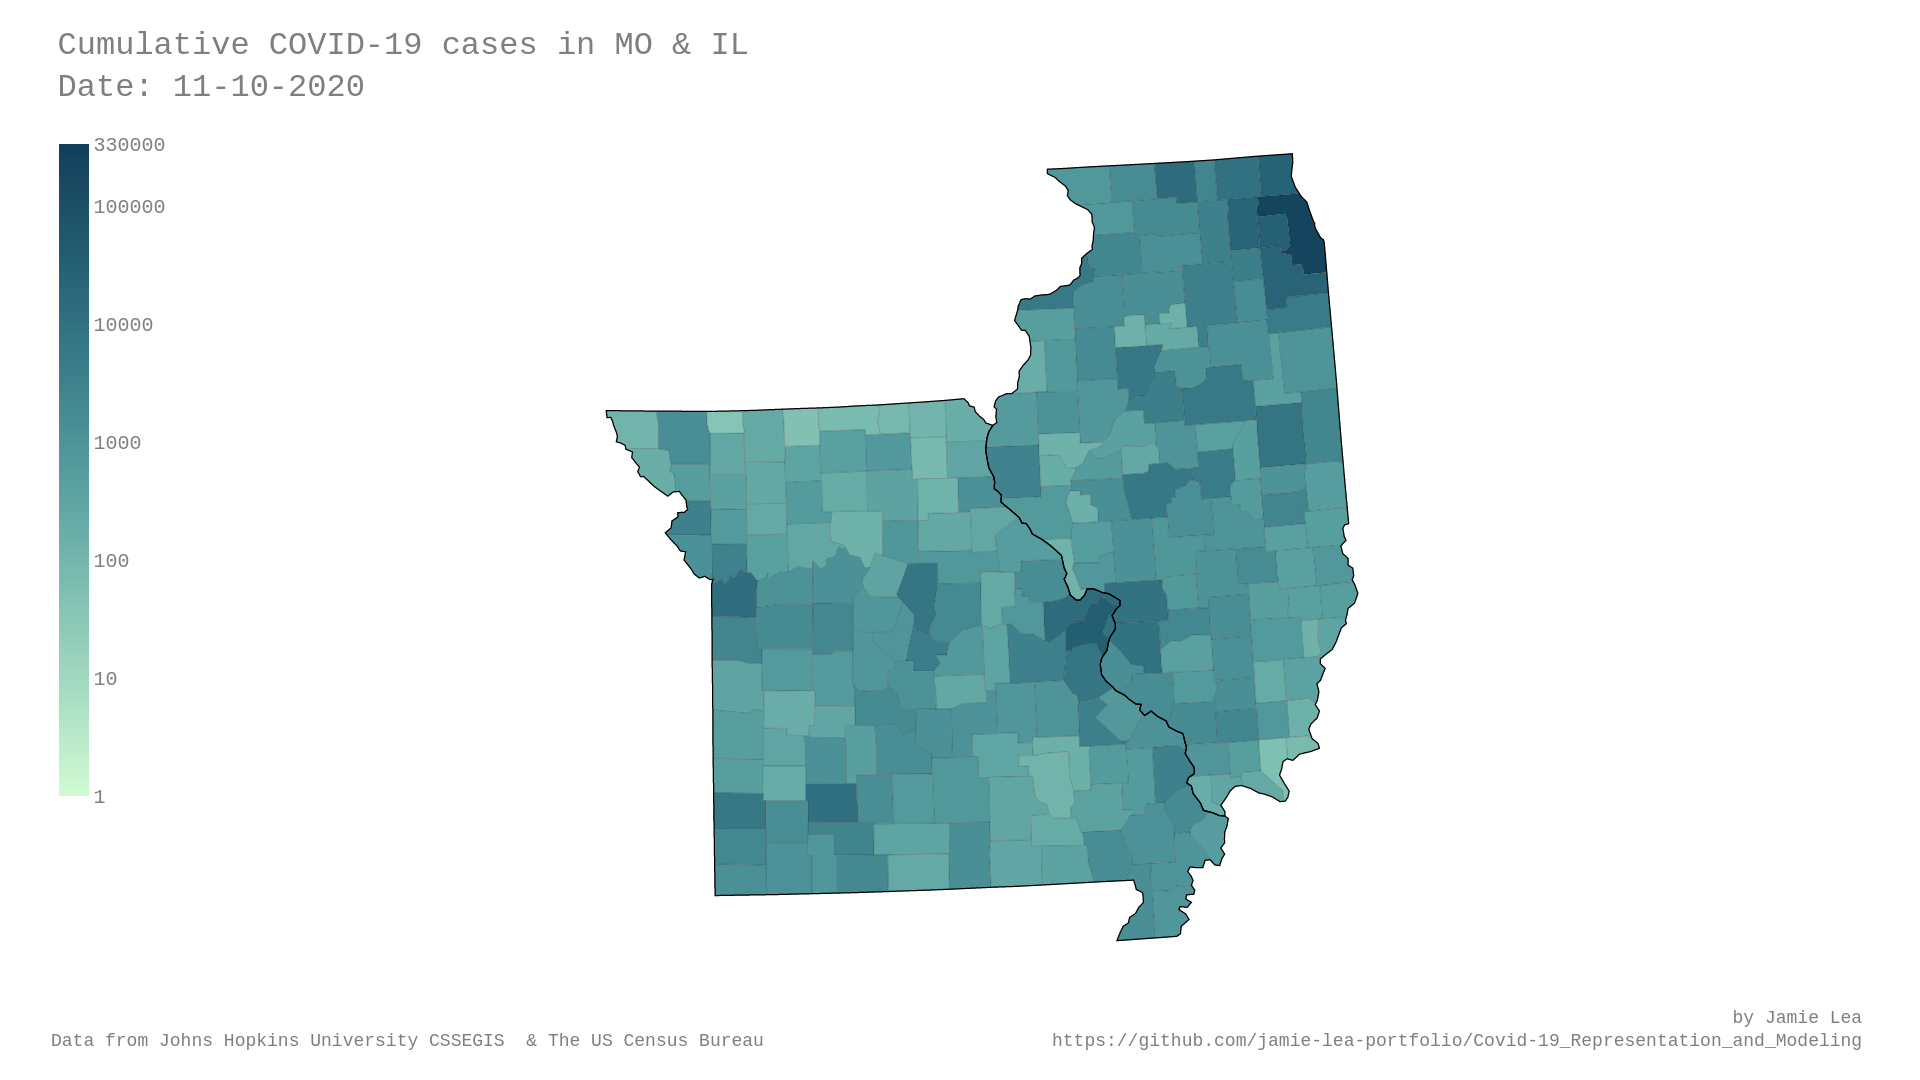 Cumulative COVID-19 cases in MO & IL
Date: 11-10-2020
330000
100000
10000
1000
100
10
1
by Jamie Lea
Data from Johns Hopkins University CSSEGIS  & The US Census Bureau
https://github.com/jamie-lea-portfolio/Covid-19_Representation_and_Modeling